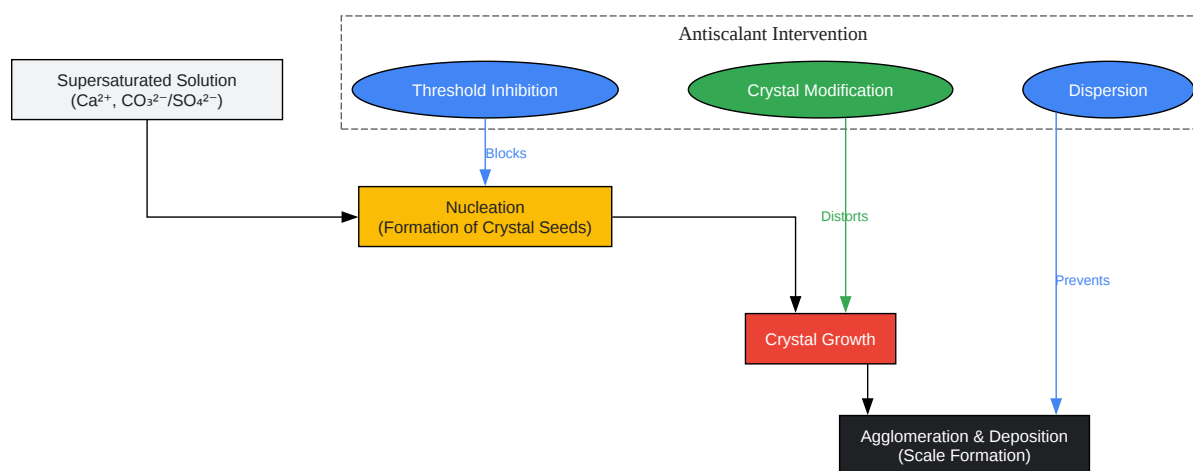 Antiscalant Intervention
Supersaturated Solution
(Ca²⁺, CO₃²⁻/SO₄²⁻)
Threshold Inhibition
Crystal Modification
Dispersion
Blocks
Nucleation
(Formation of Crystal Seeds)
Distorts
Prevents
Crystal Growth
Agglomeration & Deposition
(Scale Formation)